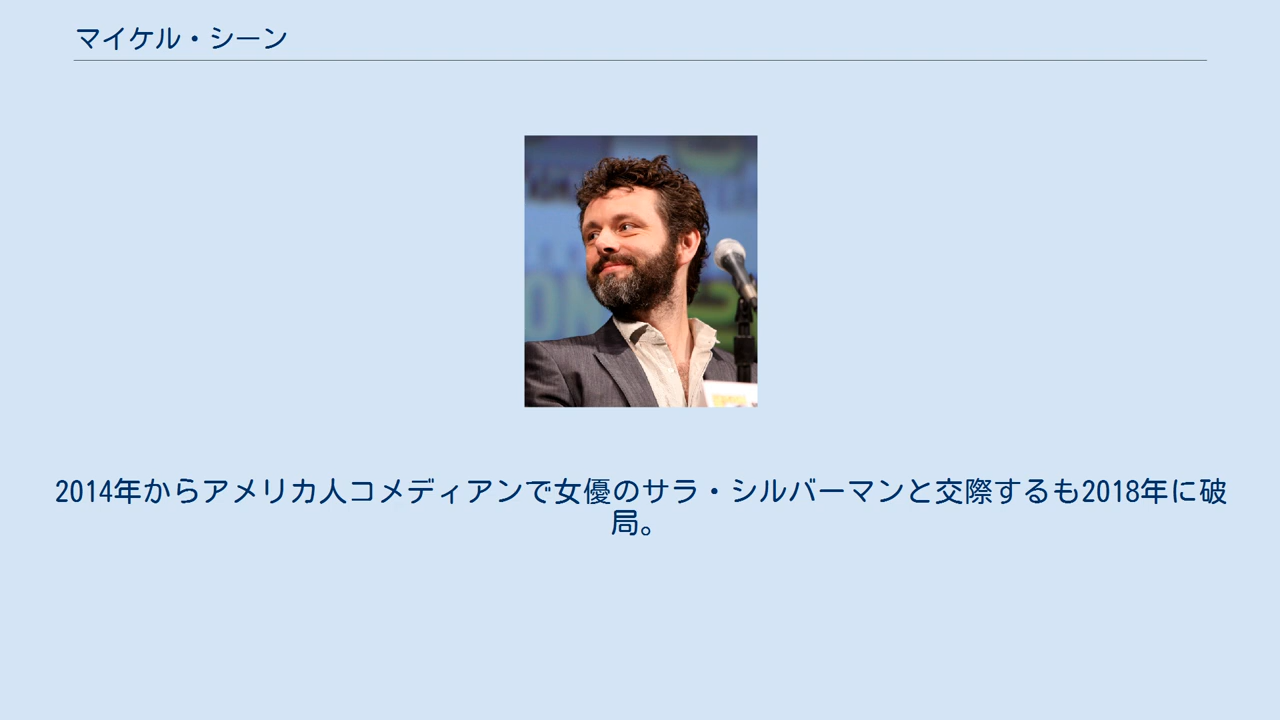 マイケル・シーン
2014年からアメリカ人コメディアンで女優のサラ・シルバーマンと交際するも2018年に破
局。